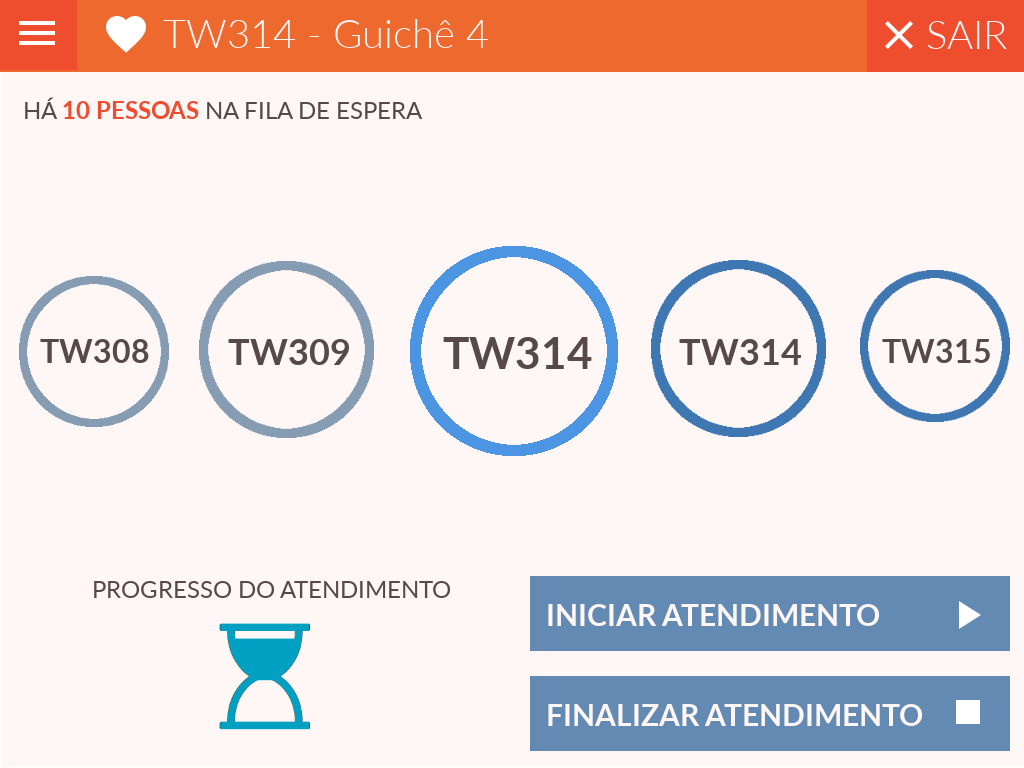 TW314 - Guichê 4
SAIR
HÁ 10 PESSOAS NA FILA DE ESPERA
TW308
TW309
TW314
TW314
TW315
PROGRESSO DO ATENDIMENTO
INICIAR ATENDIMENTO
FINALIZAR ATENDIMENTO